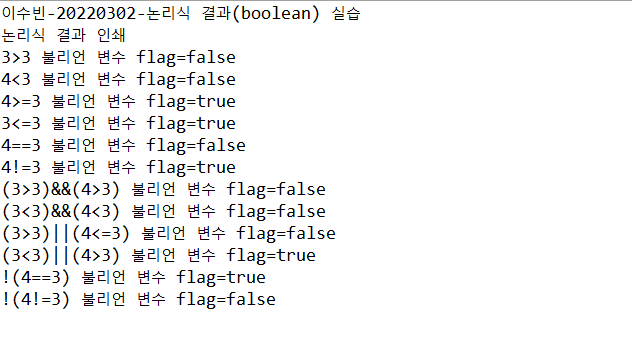 이수빈-20220302-논리식 결과(boolean) 실습
논리식 결과 인쇄
3>3 불리언 변수 flag=false
4<3 불리언 변수 flag=false
4>=3 불리언 변수 flag=true
3<=3 불리언 변수 flag=true
4==3 불리언 변수 flag=false
4!=3 불리언 변수 flag=true
(3>3)&&(4>3) 불리언 변수 flag=false
(3<3)&&(4<3) 불리언 변수 flag=false
(3>3)||(4<=3) 불리언 변수 flag=false
(3<3)||(4>3) 불리언 변수 flag=true
!(4==3) 불리언 변수 flag=true
!(4!=3) 불리언 변수 flag=false